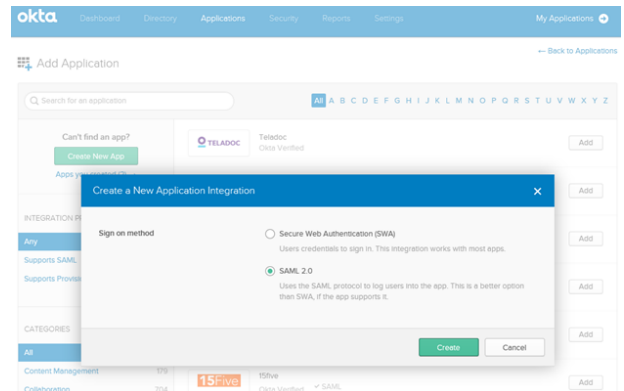 okta Dashboard Directory Applications Security Reports Settings My Applications
← Back to Applications
Add Application
Search for an application
All A B C D E F G H I J K L M N O P Q R S T U V W X Y Z
Can't find an app?
Create New App
Apps you created
TELADOC
Teladoc
Okta Verified
Add
Add
Create a New Application Integration
INTEGRATION
Any
Supports SAML
Supports
Sign on method
Secure Web Authentication (SWA)
Users credentials to sign in. This integration works with most apps.
SAML 2.0
Uses the SAML protocol to log users into the app. This is a better option
than SWA, if the app supports it.
Add
Add
Add
Create
Cancel
CATEGORIES
All
Content Management 179
Collaboration 704
15Five
15five
Okta Verified ✓ SAML
Add